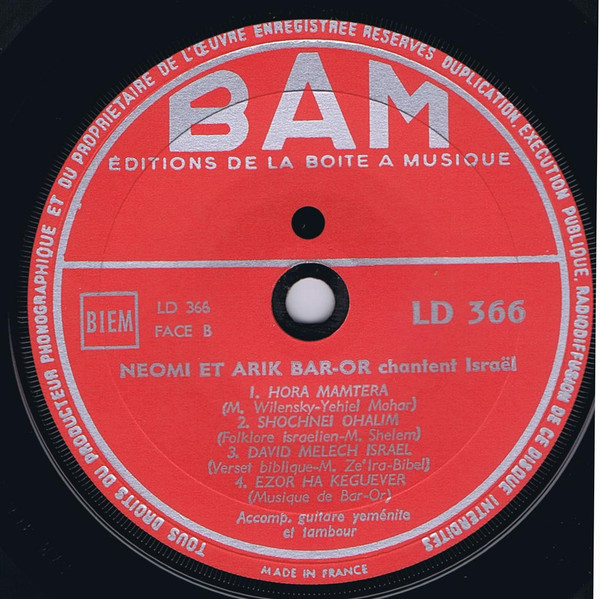 TOUS DROITS DU PRODUCTEUR PHONOGRAPHIQUE ET DU PROPRIETAIRE DE L'ŒUVRE ENREGISTREE RESERVES DUPLICATION, EXECUTION PUBLIQUE, RADIODIFFUSION DE CE DISQUE INTERDITES
BAM
ÉDITIONS DE LA BOITE A MUSIQUE
BIEM
LD 366
FACE B
LD 366
NEOMI ET ARIK BAR-OR chantent Israël
1. HORA MAMTERA
(M. Wilensky-Yehiel Mohar)
2. SHOCHNEI OHALIM
(Folklore israelien-M. Shelem)
3. DAVID MELECH ISRAEL
(Verset biblique-M. Ze'Ira-Bibel)
4. EZOR HA KEGUEVER
(Musique de Bar-Or)
Accomp. guitare yeménite
et tambour
MADE IN FRANCE